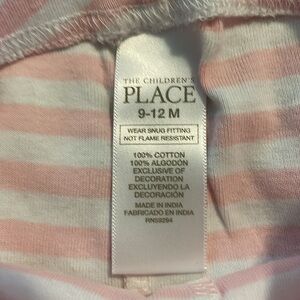 THE CHILDREN'S
PLACE
9-12 M
WEAR SNUG FITTING
NOT FLAME RESISTANT
100% COTTON
100% ALGODÓN
EXCLUSIVE OF
DECORATION
EXCLUYENDO LA
DECORACIÓN
MADE IN INDIA
FABRICADO EN INDIA
RN59294